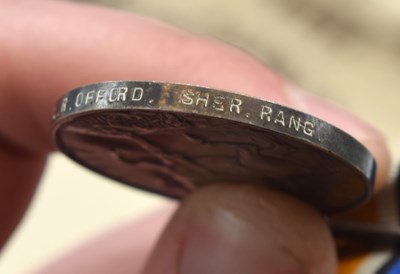 R. OFFORD. SHER. RANG.